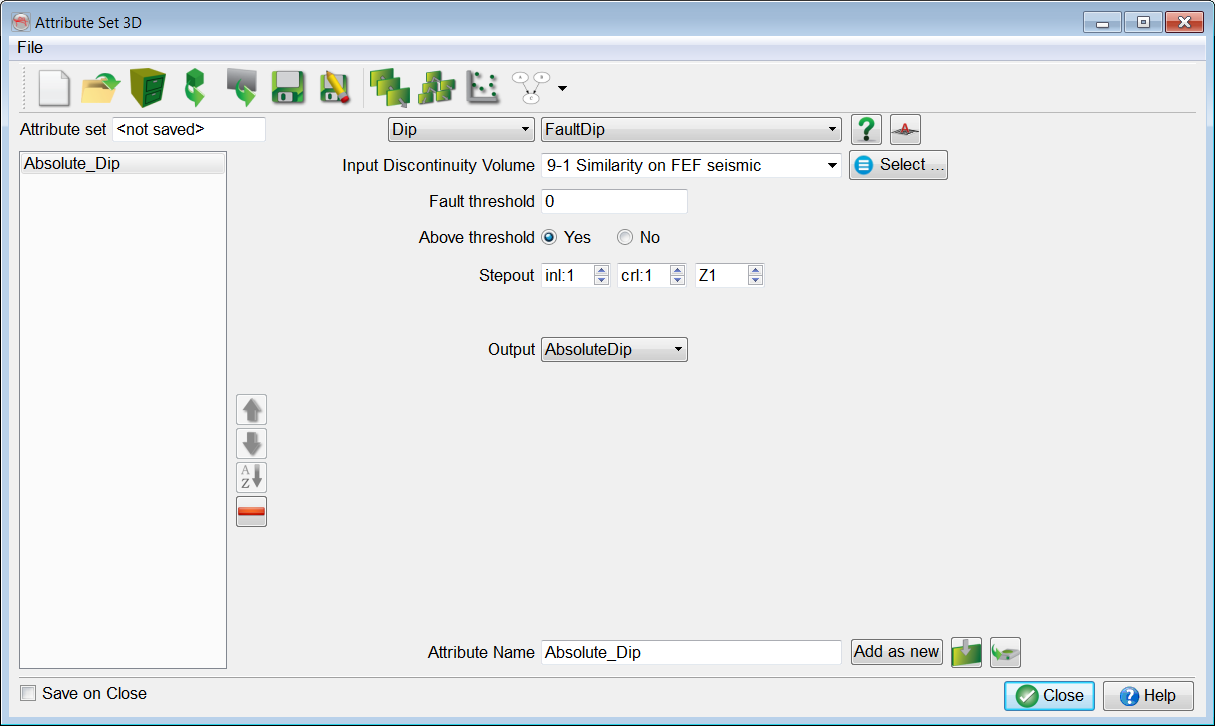 Attribute Set 3D
File
Attribute set <not saved> Dip FaultDip
Absolute_Dip
Input Discontinuity Volume 9-1 Similarity on FEF seismic Select ...
Fault threshold 0
Above threshold Yes No
Stepout inl:1 crl:1 Z1
Output AbsoluteDip
A
Z
Attribute Name Absolute_Dip Add as new
Save on Close Close Help